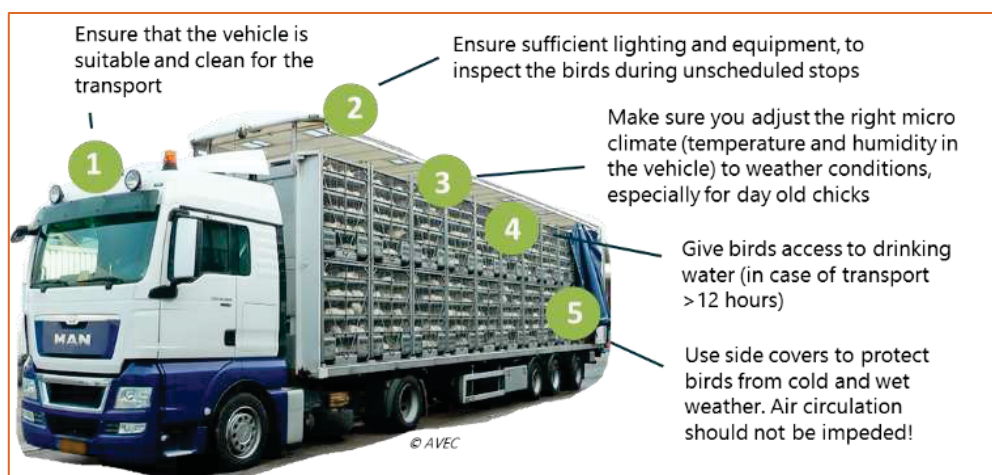 Ensure that the vehicle is
suitable and clean for the
transport
Ensure sufficient lighting and equipment, to
inspect the birds during unscheduled stops
Make sure you adjust the right micro
climate (temperature and humidity in
the vehicle) to weather conditions,
especially for day old chicks
Give birds access to drinking
water (in case of transport
>12 hours)
Use side covers to protect
birds from cold and wet
weather. Air circulation
should not be impeded!
1
2
3
4
5
MAN
© AVEC